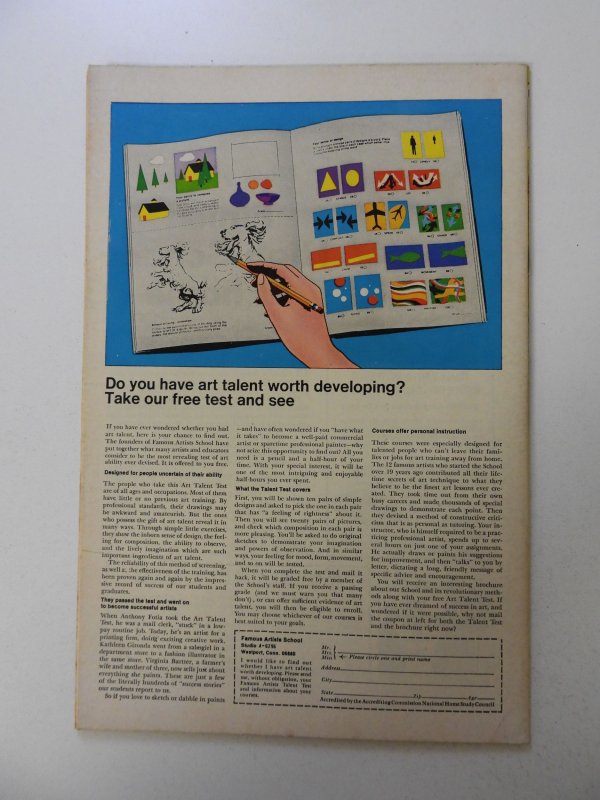 Do you have art talent worth developing?
Take our free test and see
If you have ever wondered whether you had
art talent, here is your chance to find out.
The founders of Famous Artists School have
put together what many artists and educators
consider to be the most revealing test of art
ability ever devised. It is offered to you free.
Designed for people uncertain of their ability
The people who take this Art Talent Test
are of all ages and occupations. Most of them
have little or no previous art training. By
professional standards, their drawings may
be awkward and amateurish. But the ones
who possess the gift of art talent reveal it in
many ways. Through simple little exercises,
they show the inborn sense of design, the feel-
ing for composition, the ability to observe,
and the lively imagination which are such
important ingredients of art talent.
The reliability of this method of screening,
as well as the effectiveness of the training, has
been proven again and again by the impres-
sive record of success of our students and
graduates.
They passed the test and went on
to become successful artists
When Anthony Fotia took the Art Talent
Test, he was a mail clerk, "stuck" in a low-
pay routine job. Today, he's an artist for a
printing firm, doing exciting creative work.
Kathleen Gironda went from a salesgirl in a
department store to a fashion illustrator in
the same store. Virginia Bartter, a farmer's
wife and mother of three, now sells just about
everything she paints. These are just a few
of the literally hundreds of "success stories"
our students report to us.
So if you love to sketch or dabble in paints
—and have often wondered if you "have what
it takes" to become a well-paid commercial
artist or sparetime professional painter—why
not seize this opportunity to find out? All you
need is a pencil and a half-hour of your
time. With your special interest, it will be
one of the most intriguing and enjoyable
half-hours you ever spent.
What the Talent Test covers
First, you will be shown ten pairs of simple
designs and asked to pick the one in each pair
that has "a feeling of rightness" about it.
Then you will see twenty pairs of pictures,
and check which composition in each pair is
more pleasing. You'll be asked to do original
sketches to demonstrate your imagination
and powers of observation. And in similar
ways, your feeling for mood, form, movement,
and so on, will be tested.
When you complete the test and mail it
back, it will be graded free by a member of
the School's staff. If you receive a passing
grade (and we must warn you that many
don't), or can offer sufficient evidence of art
talent, you will then be eligible to enroll.
You may choose whichever of our courses is
best suited to your goals.
Courses offer personal instruction
These courses were especially designed for
talented people who can't leave their fami-
lies or jobs for art training away from home.
The 12 famous artists who started the School
over 19 years ago contributed all their life-
time secrets of art technique to what they
believe to be the finest art lessons ever cre-
ated. They took time out from their own
busy careers and made thousands of special
drawings to demonstrate each point. Then
they devised a method of constructive criti-
cism that is as personal as tutoring. Your in-
structor, who is himself required to be a prac-
ticing professional artist, spends up to sev-
eral hours on just one of your assignments.
He actually draws or paints his suggestions
for improvement, and then "talks" to you by
letter, dictating a long, friendly message of
specific advice and encouragement.
You will receive an interesting brochure
about our School and its revolutionary meth-
ods along with your free Art Talent Test. If
you have ever dreamed of success in art, and
wondered if it were possible, why not mail
the coupon at left for both the Talent Test
and the brochure right now?
Famous Artists School
Westport, Conn. 06880
I would like to find out
whether I have art talent
worth developing. Please send
me, without obligation, your
Famous Artists Talent Test
and information about your
courses.
Mr.
Mrs.
Miss
Please circle one and print name
Address
City
State Zip Age
Accredited by the Accrediting Commission National Home Study Council